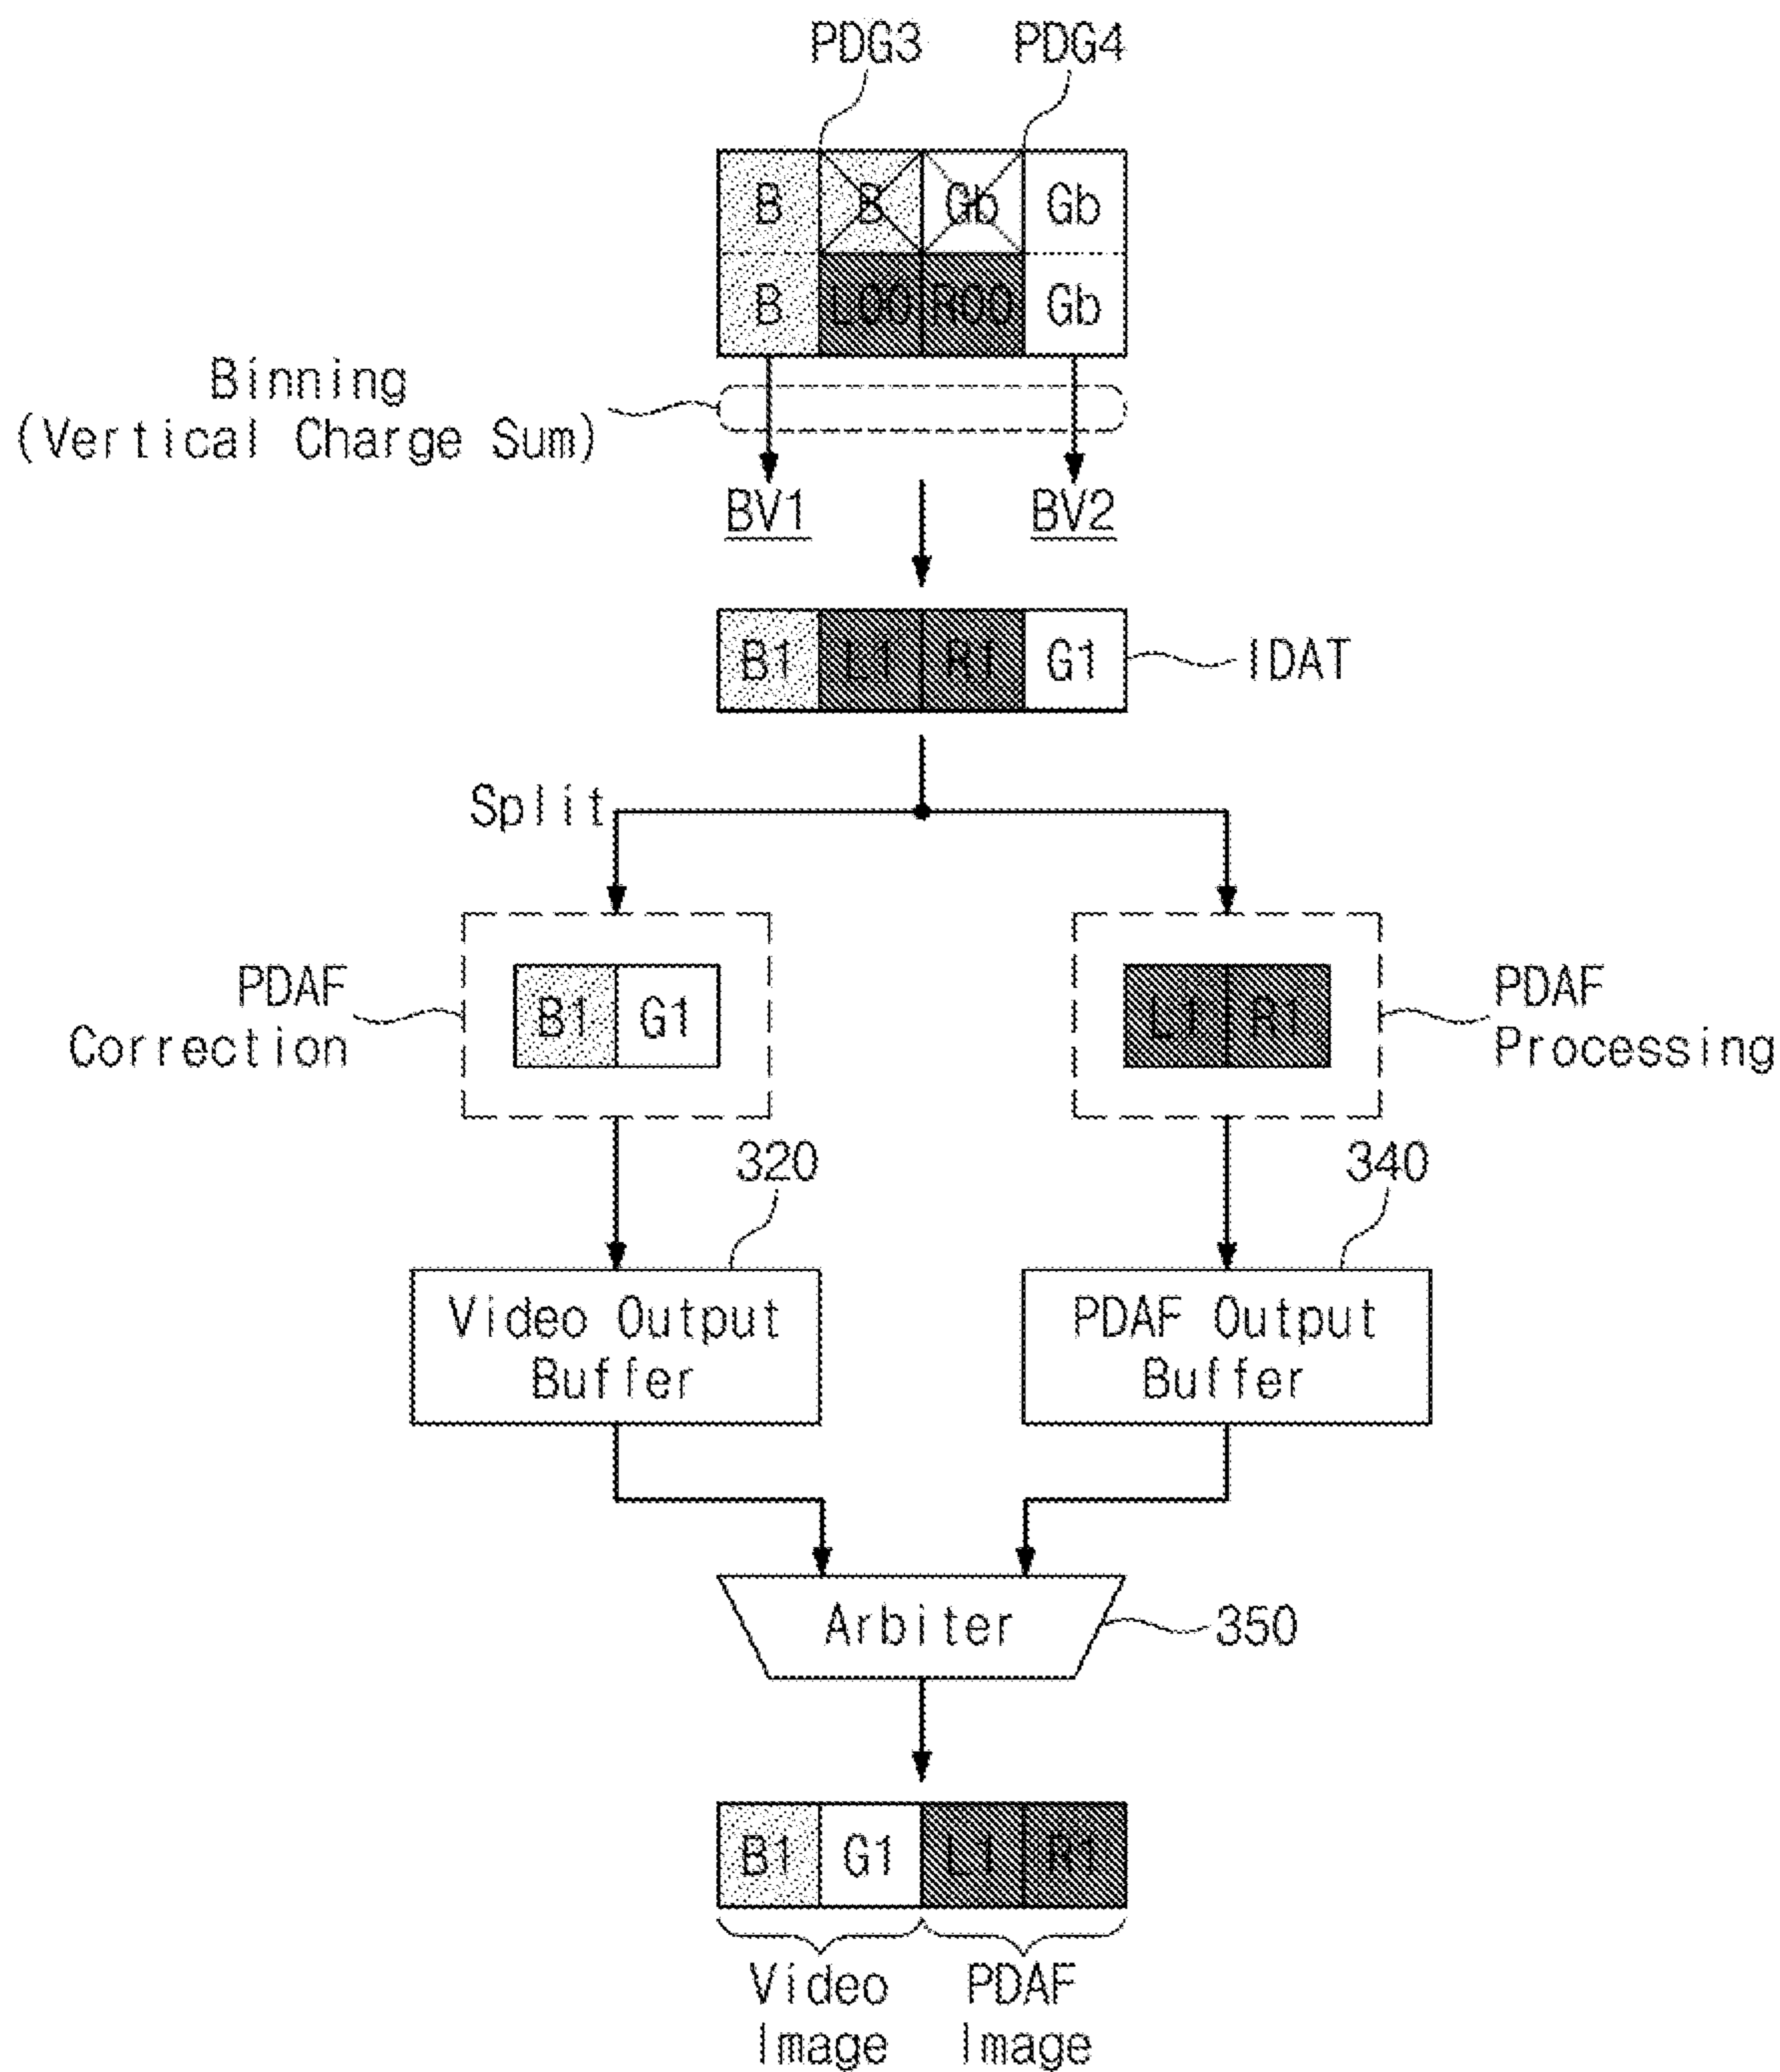 PDG3 PDG4
B B Gb Gb
B L00 R00 Gb
Binning
(Vertical Charge Sum)
BV1 BV2
B1 L1 R1 G1
IDAT
Split
PDAF
Correction
B1 G1
L1 R1
PDAF
Processing
320
340
Video Output
Buffer
PDAF Output
Buffer
Arbiter
350
B1 G1 L1 R1
Video
Image
PDAF
Image